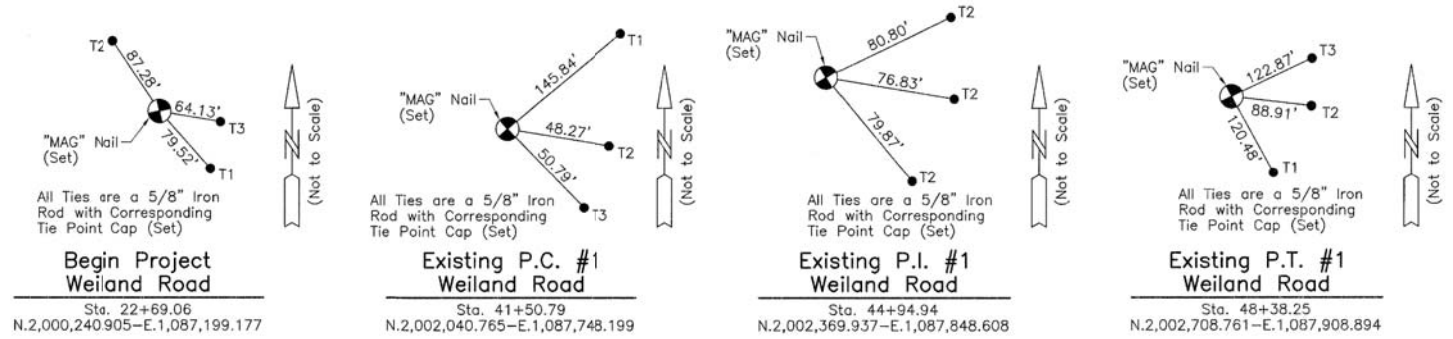 T2
87.28'
64.13'
T3
79.52'
T1
"MAG" Nail
(Set)
N
(Not to Scale)
All Ties are a 5/8" Iron
Rod with Corresponding
Tie Point Cap (Set)
Begin Project
Weiland Road
Sta. 22+69.06
N.2,000,240.905-E.1,087,199.177
T1
145.84'
"MAG" Nail
(Set)
48.27'
T2
50.79'
T3
N
(Not to Scale)
All Ties are a 5/8" Iron
Rod with Corresponding
Tie Point Cap (Set)
Existing P.C. #1
Weiland Road
Sta. 41+50.79
N.2,002,040.765-E.1,087,748.199
T2
80.80'
"MAG" Nail
(Set)
76.83'
T2
79.87'
T2
N
(Not to Scale)
All Ties are a 5/8" Iron
Rod with Corresponding
Tie Point Cap (Set)
Existing P.I. #1
Weiland Road
Sta. 44+94.94
N.2,002,369.937-E.1,087,848.608
T3
122.87'
"MAG" Nail
(Set)
88.91'
T2
120.48'
T1
N
(Not to Scale)
All Ties are a 5/8" Iron
Rod with Corresponding
Tie Point Cap (Set)
Existing P.T. #1
Weiland Road
Sta. 48+38.25
N.2,002,708.761-E.1,087,908.894